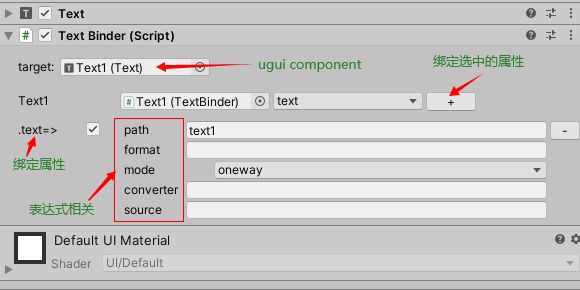 Text
Text Binder (Script)
target: Text1 (Text)
ugui component
绑定选中的属性
Text1 Text1 (TextBinder) text +
.text=> path text1 -
绑定属性
format
mode oneway
表达式相关
converter
source
Default UI Material
Shader UI/Default